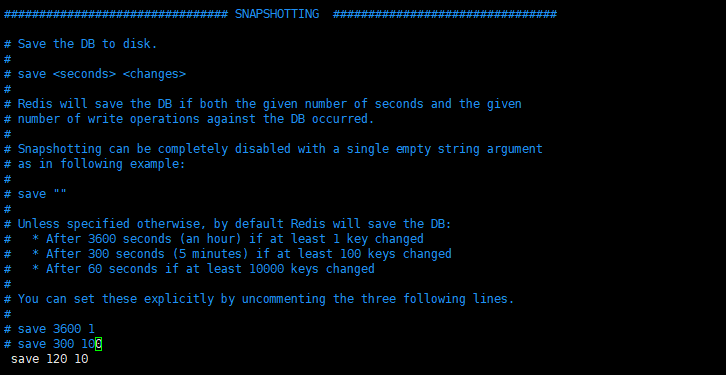 ################################ SNAPSHOTTING  ################################
# Save the DB to disk.
#
# save <seconds> <changes>
#
# Redis will save the DB if both the given number of seconds and the given
# number of write operations against the DB occurred.
#
# Snapshotting can be completely disabled with a single empty string argument
# as in following example:
#
# save ""
#
# Unless specified otherwise, by default Redis will save the DB:
#   * After 3600 seconds (an hour) if at least 1 key changed
#   * After 300 seconds (5 minutes) if at least 100 keys changed
#   * After 60 seconds if at least 10000 keys changed
#
# You can set these explicitly by uncommenting the three following lines.
#
# save 3600 1
# save 300 100
 save 120 10